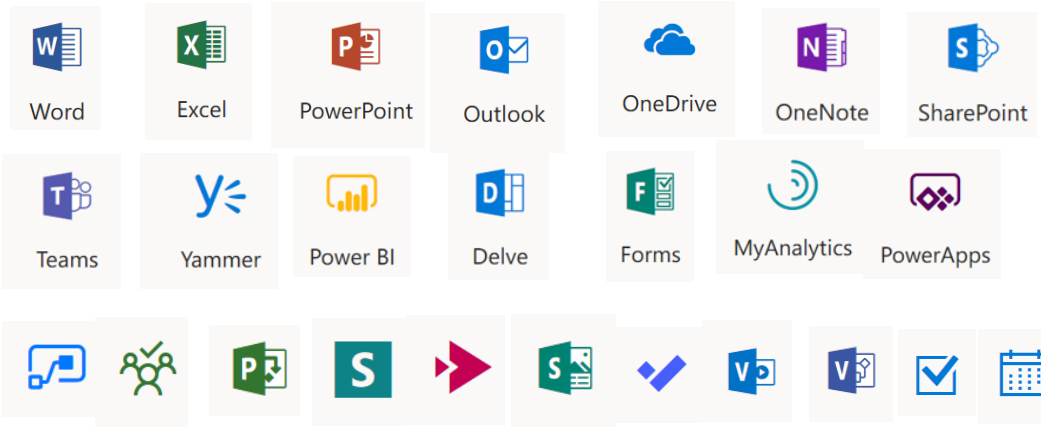 W
X
P
O
N
S
Word
Excel
PowerPoint
Outlook
OneDrive
OneNote
SharePoint
T
D
F
Teams
Yammer
Power BI
Delve
Forms
MyAnalytics
PowerApps
P
S
S
V
V